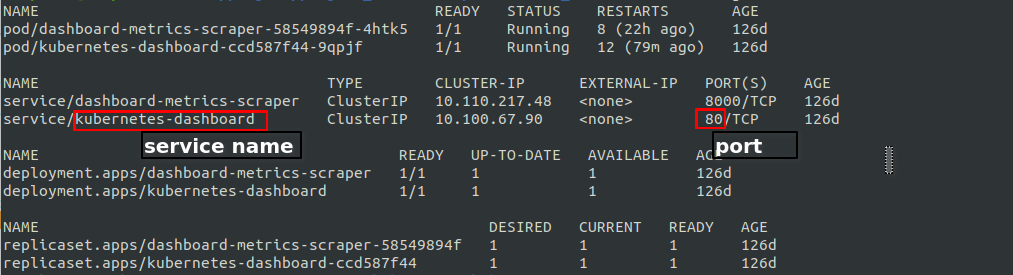 NAME READY STATUS RESTARTS AGE
pod/dashboard-metrics-scraper-58549894f-4htk5 1/1 Running 8 (22h ago) 126d
pod/kubernetes-dashboard-ccd587f44-9qpjf 1/1 Running 12 (79m ago) 126d
NAME TYPE CLUSTER-IP EXTERNAL-IP PORT(S) AGE
service/dashboard-metrics-scraper ClusterIP 10.110.217.48 <none> 8000/TCP 126d
service/kubernetes-dashboard ClusterIP 10.100.67.90 <none> 80/TCP 126d
service name port
NAME READY UP-TO-DATE AVAILABLE AGE
deployment.apps/dashboard-metrics-scraper 1/1 1 1 126d
deployment.apps/kubernetes-dashboard 1/1 1 1 126d
NAME DESIRED CURRENT READY AGE
replicaset.apps/dashboard-metrics-scraper-58549894f 1 1 1 126d
replicaset.apps/kubernetes-dashboard-ccd587f44 1 1 1 126d